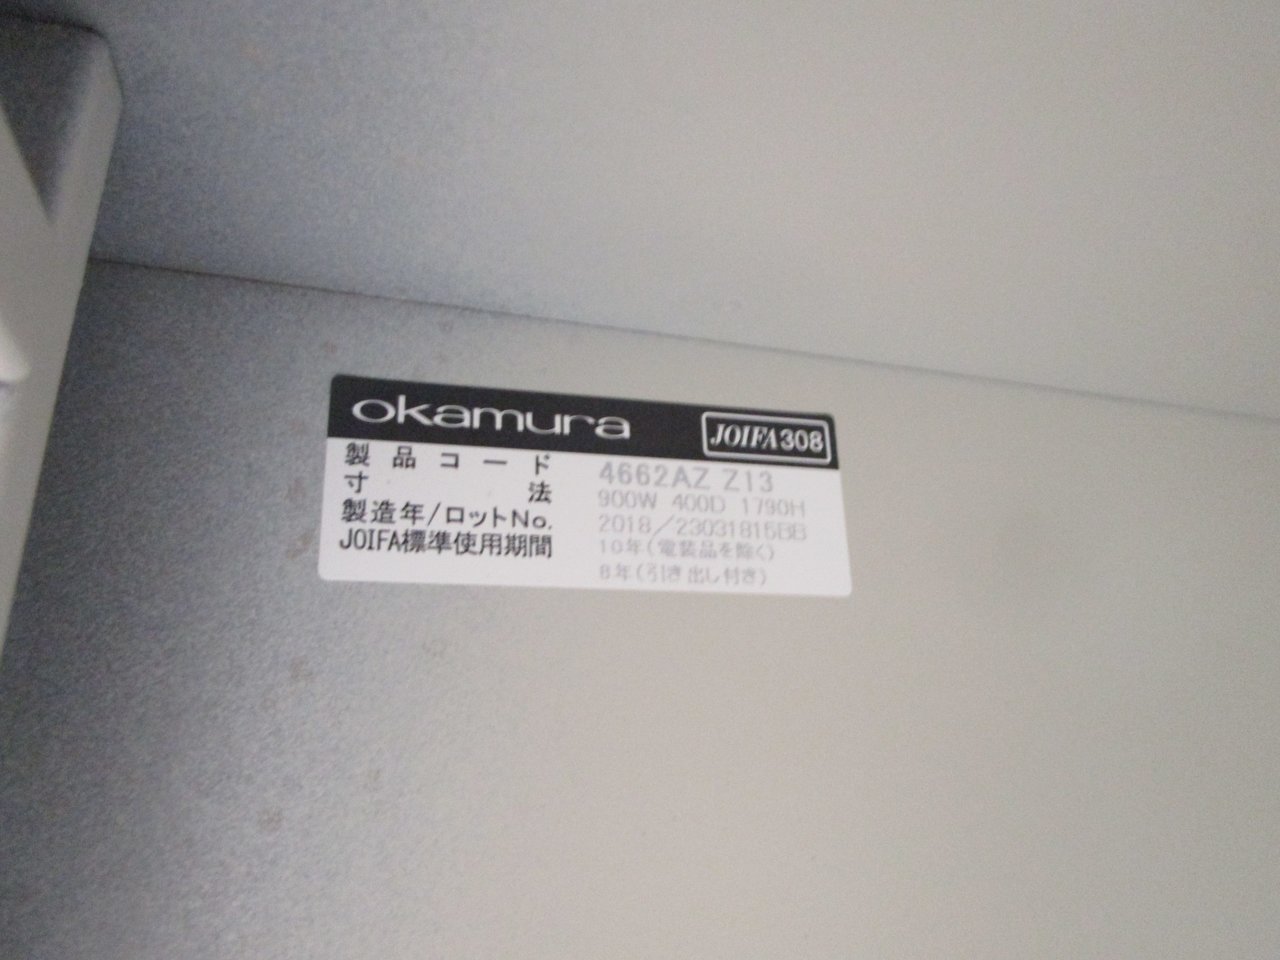 okamura JOIFA308
製品コード 4662AZ Z13
寸法 900W 400D 1790H
製造年/ロットNo. 2018/23031815BB
JOIFA標準使用期間 10年(電装品を除く)
8年(引き出し付き)